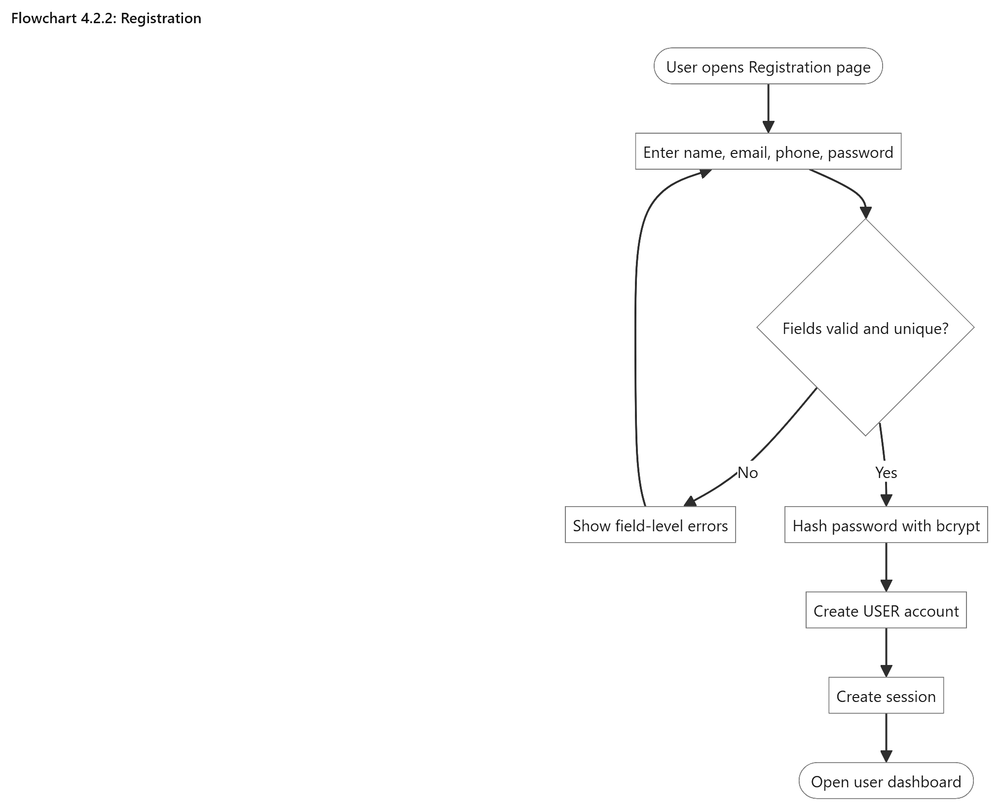 Flowchart 4.2.2: Registration
User opens Registration page
Enter name, email, phone, password
Fields valid and unique?
No
Yes
Show field-level errors
Hash password with bcrypt
Create USER account
Create session
Open user dashboard